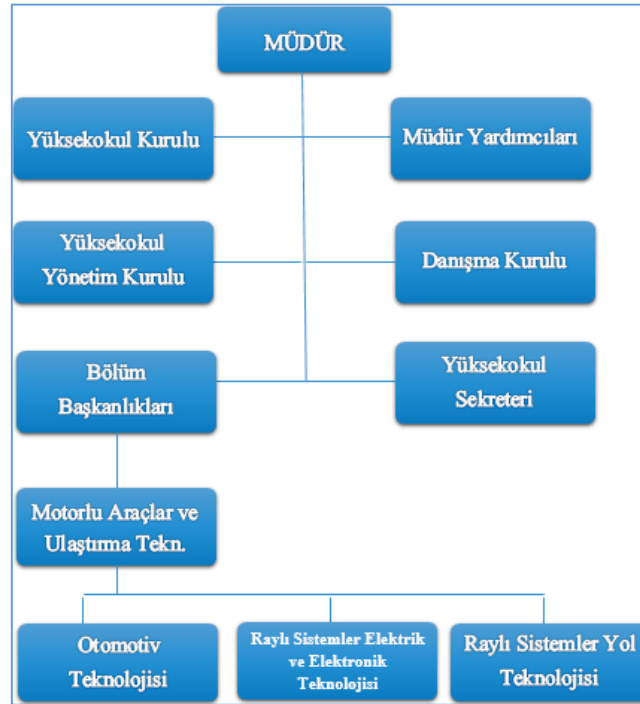 MÜDÜR
Yüksekokul Kurulu
Müdür Yardımcıları
Yüksekokul
Yönetim Kurulu
Danışma Kurulu
Bölüm
Başkanlıkları
Yüksekokul
Sekreteri
Motorlu Araçlar ve
Ulaştırma Tekn.
Otomotiv
Teknolojisi
Raylı Sistemler Elektrik
ve Elektronik
Teknolojisi
Raylı Sistemler Yol
Teknolojisi